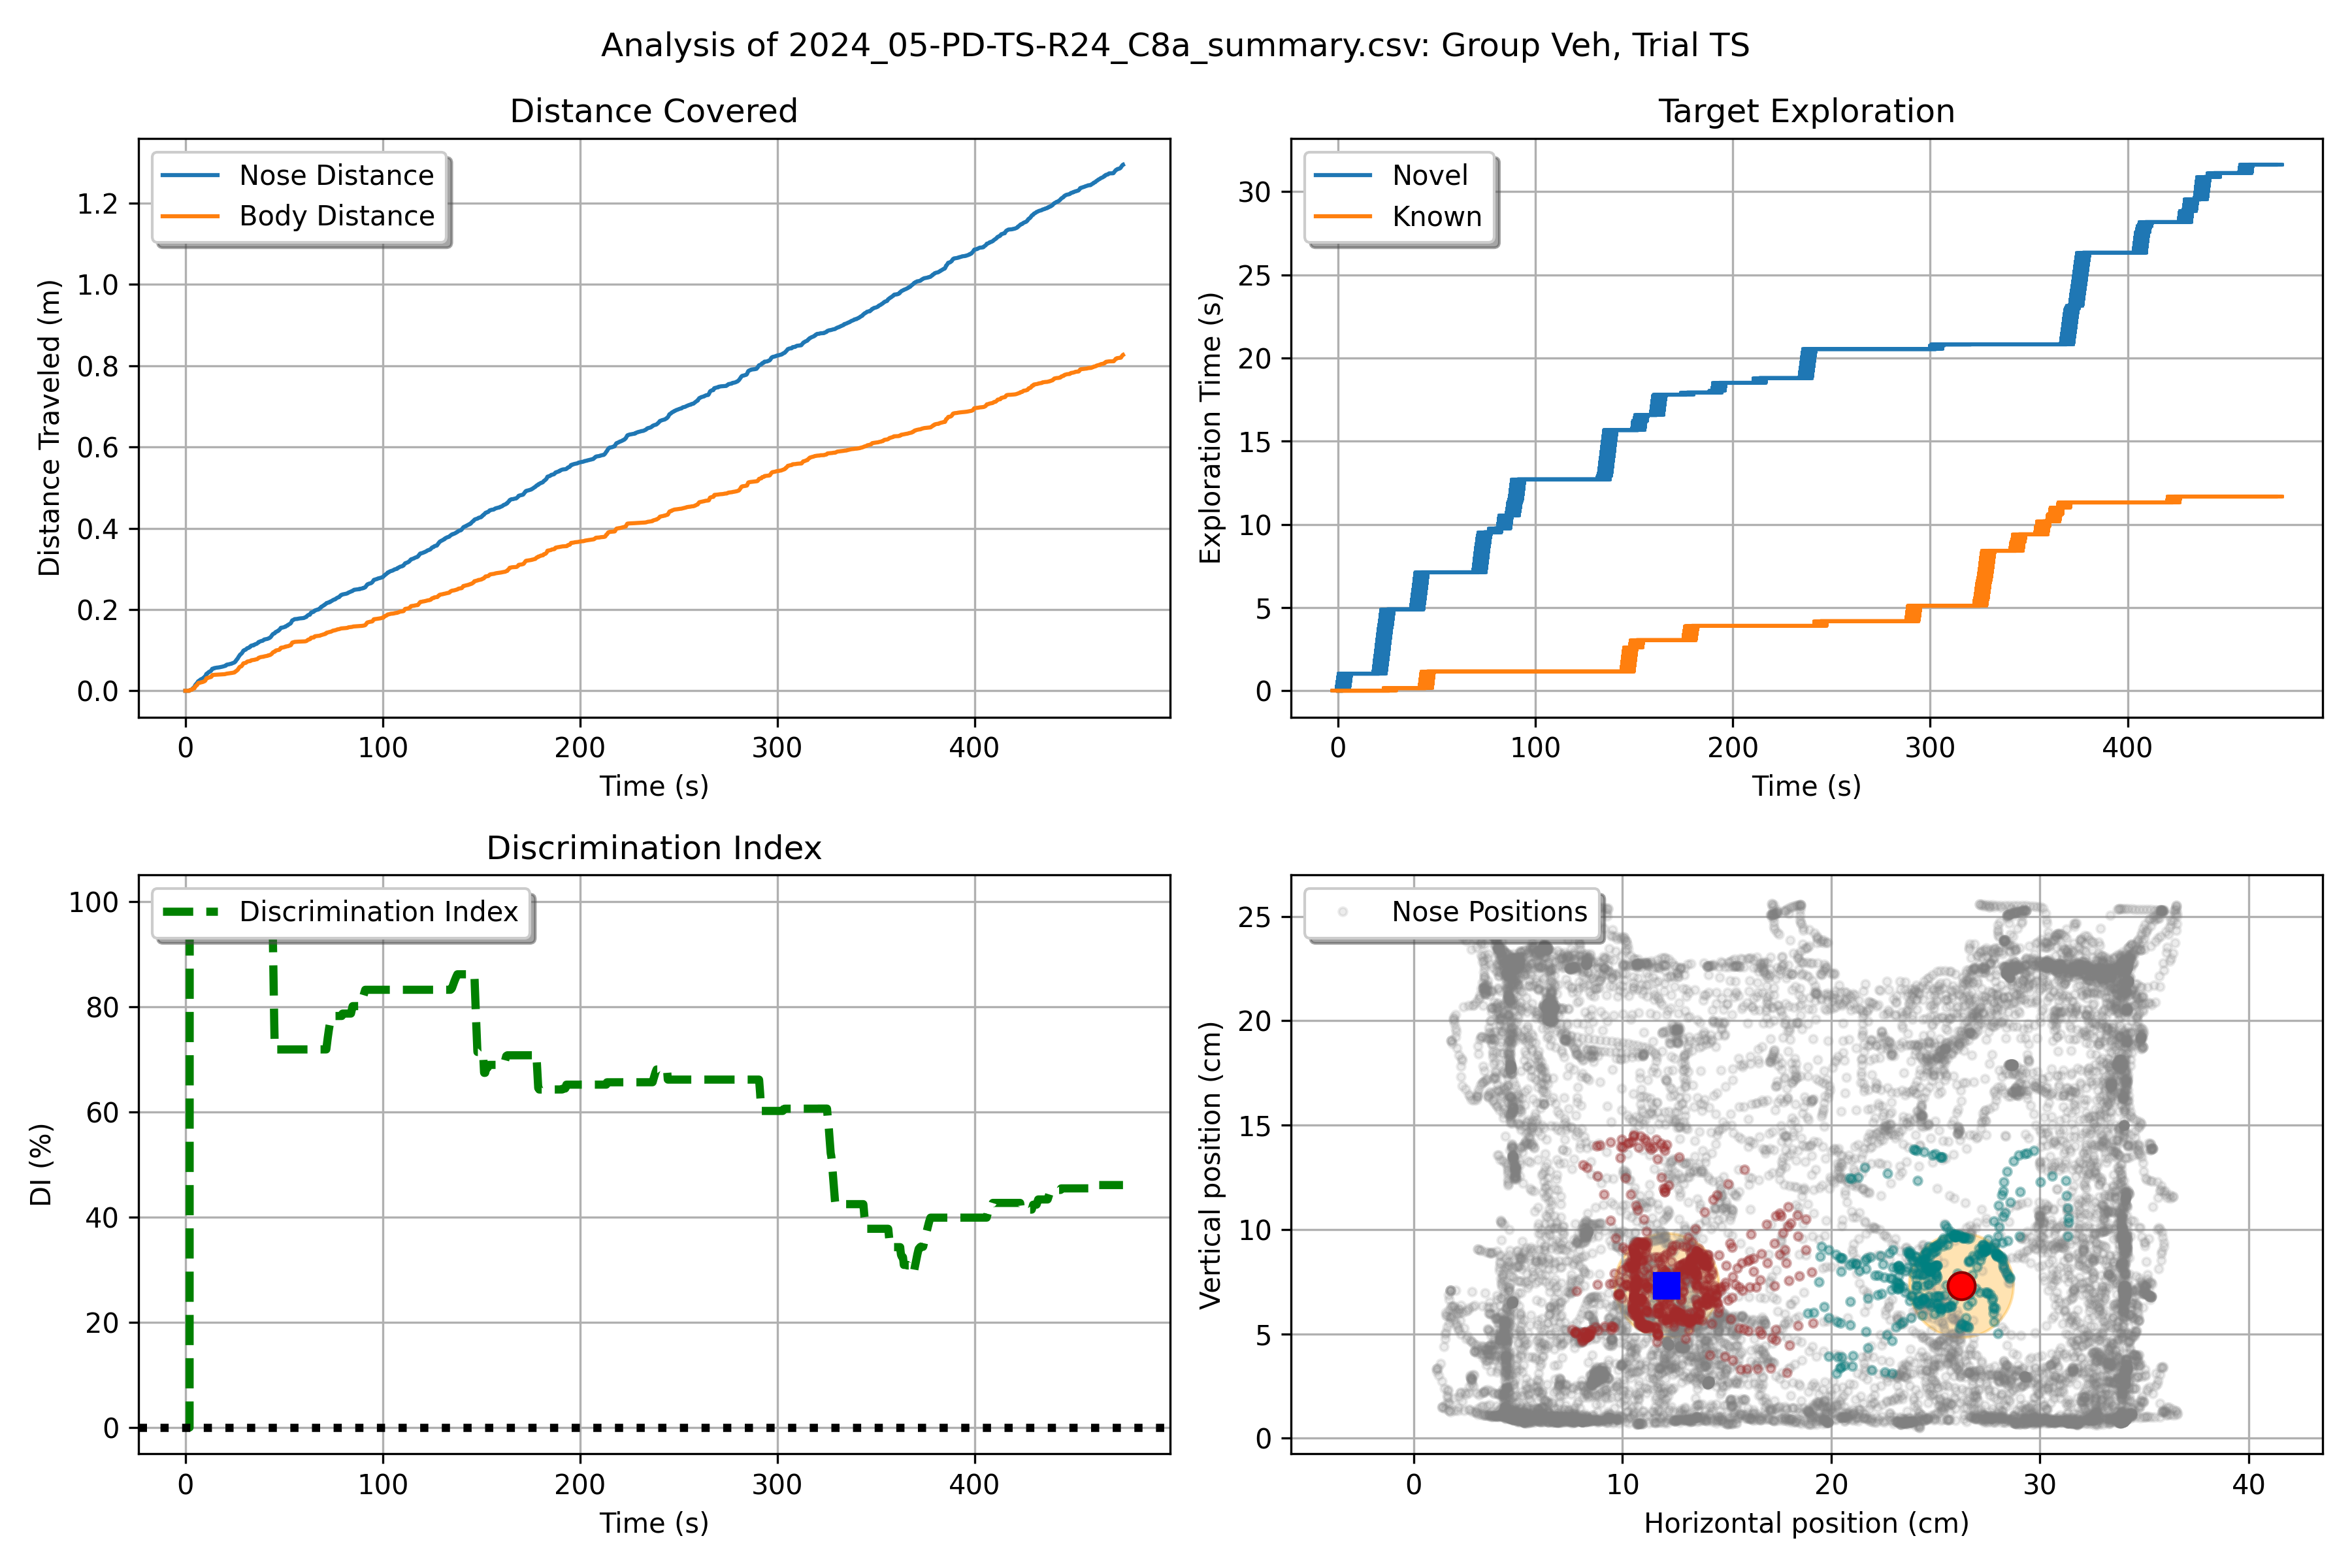 Analysis of 2024_05-PD-TS-R24_C8a_summary.csv: Group Veh, Trial TS
Distance Covered
Nose Distance
Body Distance
Distance Traveled (m)
1.2
1.0
0.8
0.6
0.4
0.2
0.0
0 100 200 300 400
Time (s)
Target Exploration
Novel
Known
Exploration Time (s)
30
25
20
15
10
5
0
0 100 200 300 400
Time (s)
Discrimination Index
Discrimination Index
DI (%)
100
80
60
40
20
0
0 100 200 300 400
Time (s)
Nose Positions
Vertical position (cm)
25
20
15
10
5
0
0 10 20 30 40
Horizontal position (cm)